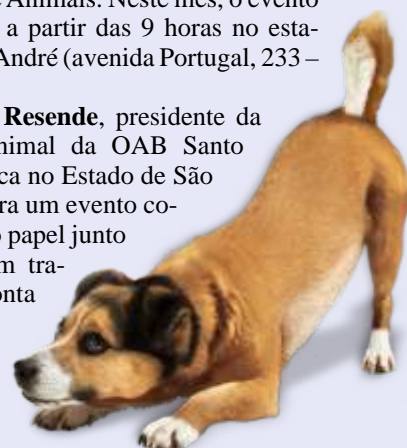 e Animais. Neste mês, o evento
a partir das 9 horas no esta-
André (avenida Portugal, 233 –
Resende, presidente da
nimal da OAB Santo
ca no Estado de São
ra um evento co-
o papel junto
m tra-
onta